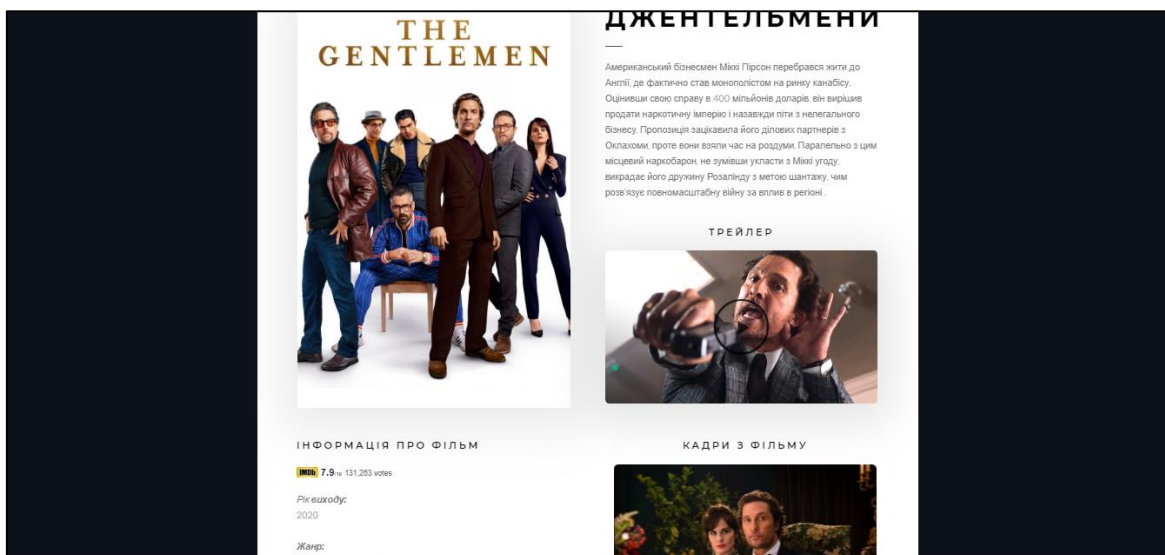 THE
GENTLEMEN
ДЖЕНТЕЛЬМЕНИ
Американський бізнесмен Міккі Пірсон перебрався жити до
Англії, де фактично став монополістом на ринку канабісу.
Оцінивши свою справу в 400 мільйонів доларів, він вирішив
продати наркотичну імперію і назавжди піти з нелегального
бізнесу. Пропозиція зацікавила його ділових партнерів з
Оклахоми, проте вони взяли час на роздуми. Паралельно з цим
місцевий наркобарон, не зумівши укласти з Міккі угоду,
викрадає його дружину Розалінду з метою шантажу, чим
розв'язує повномасштабну війну за вплив в регіоні .
ТРЕЙЛЕР
ІНФОРМАЦІЯ ПРО ФІЛЬМ
IMDb 7.9/10 131,263 votes
Рік виходу:
2020
Жанр:
КАДРИ З ФІЛЬМУ